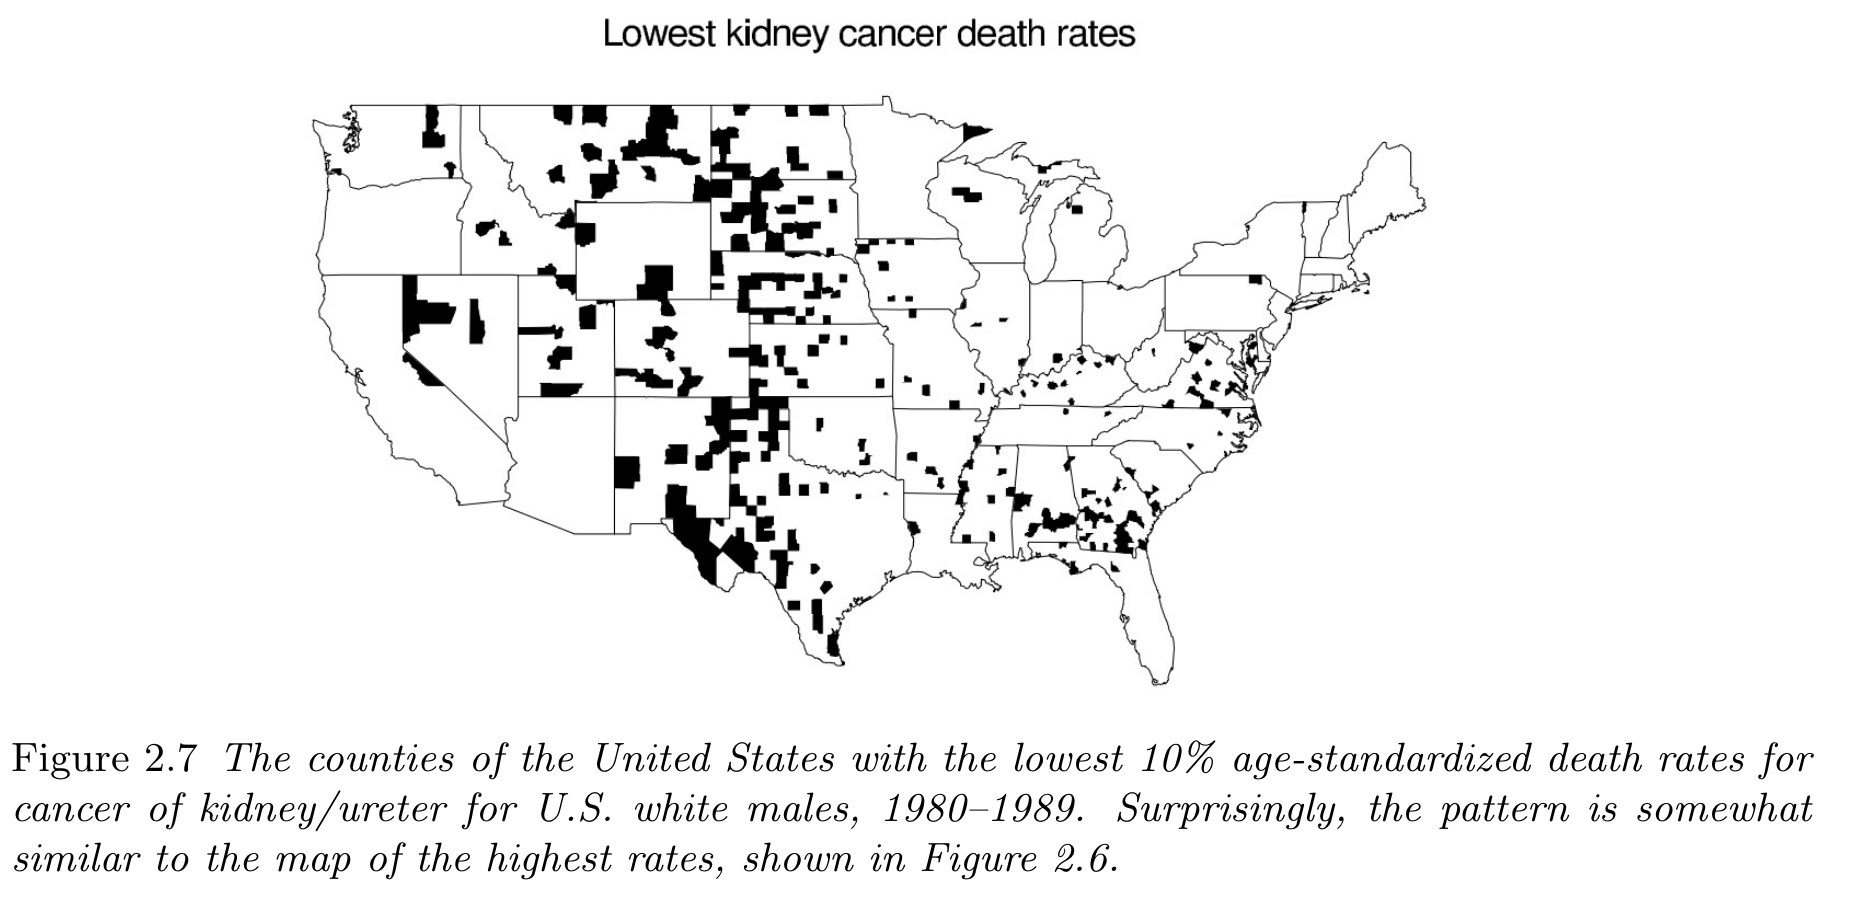 Lowest kidney cancer death rates
Figure 2.7 The counties of the United States with the lowest 10% age-standardized death rates for
cancer of kidney/ureter for U.S. white males, 1980–1989. Surprisingly, the pattern is somewhat
similar to the map of the highest rates, shown in Figure 2.6.